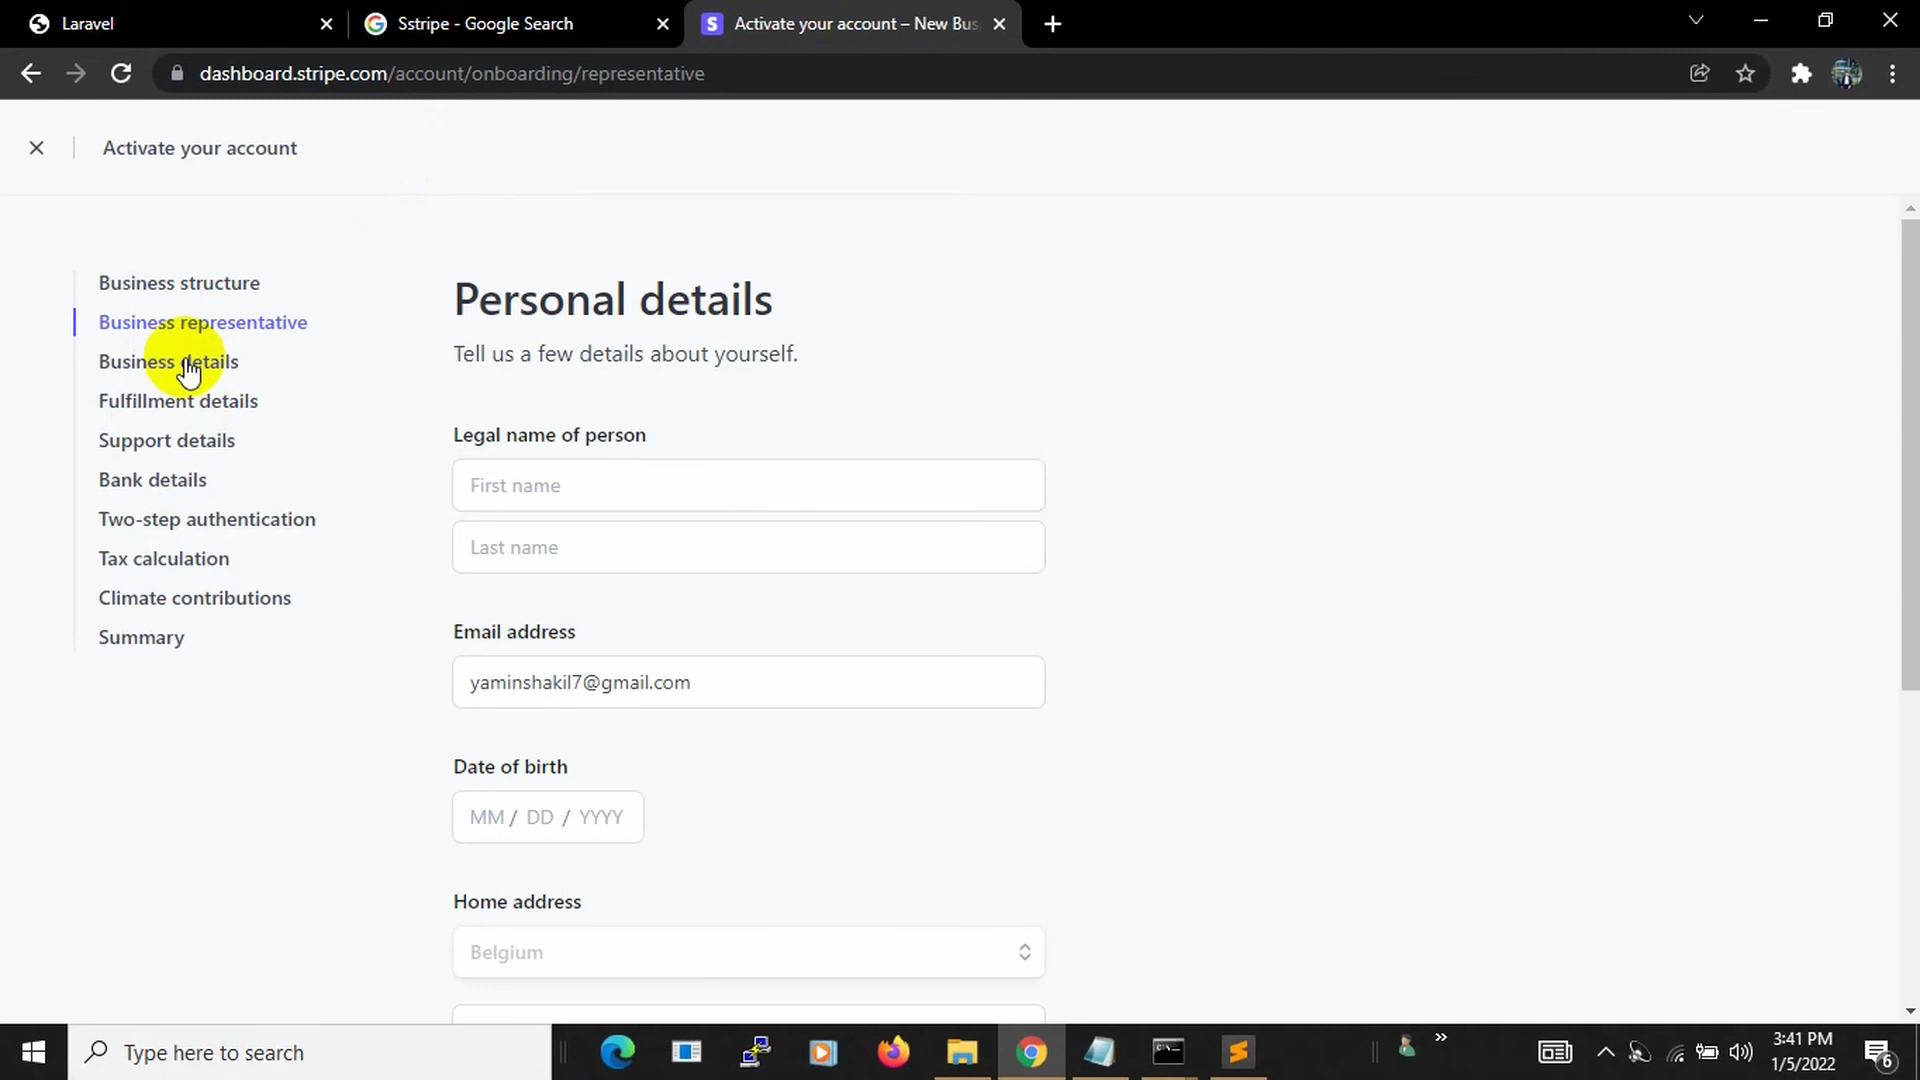 Laravel
Sstripe - Google Search
S
Activate your account – New Bus
dashboard.stripe.com/account/onboarding/representative
Activate your account
Business structure
Business representative
Business details
Fulfillment details
Support details
Bank details
Two-step authentication
Tax calculation
Climate contributions
Summary
Personal details
Tell us a few details about yourself.
Legal name of person
First name
Last name
Email address
yaminshakil7@gmail.com
Date of birth
MM / DD / YYYY
Home address
Belgium
Type here to search
3:41 PM
1/5/2022
6